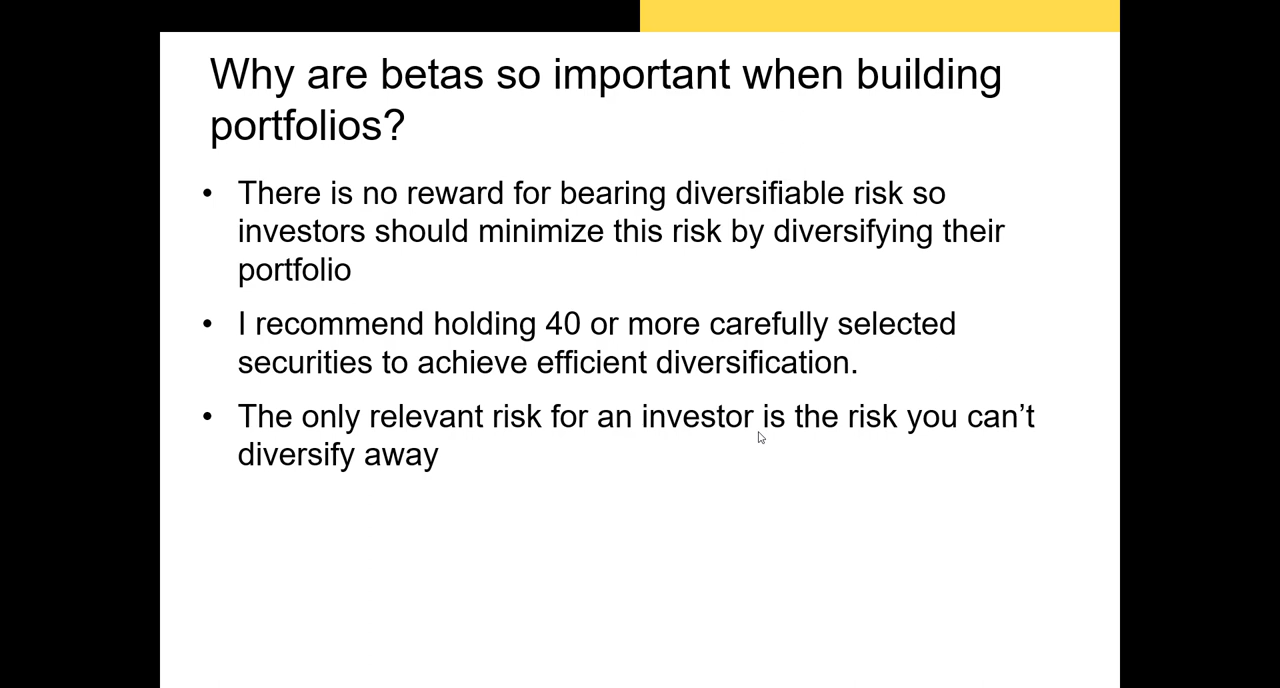 Why are betas so important when building
portfolios?
• There is no reward for bearing diversifiable risk so
investors should minimize this risk by diversifying their
portfolio
• I recommend holding 40 or more carefully selected
securities to achieve efficient diversification.
• The only relevant risk for an investor is the risk you can’t
diversify away